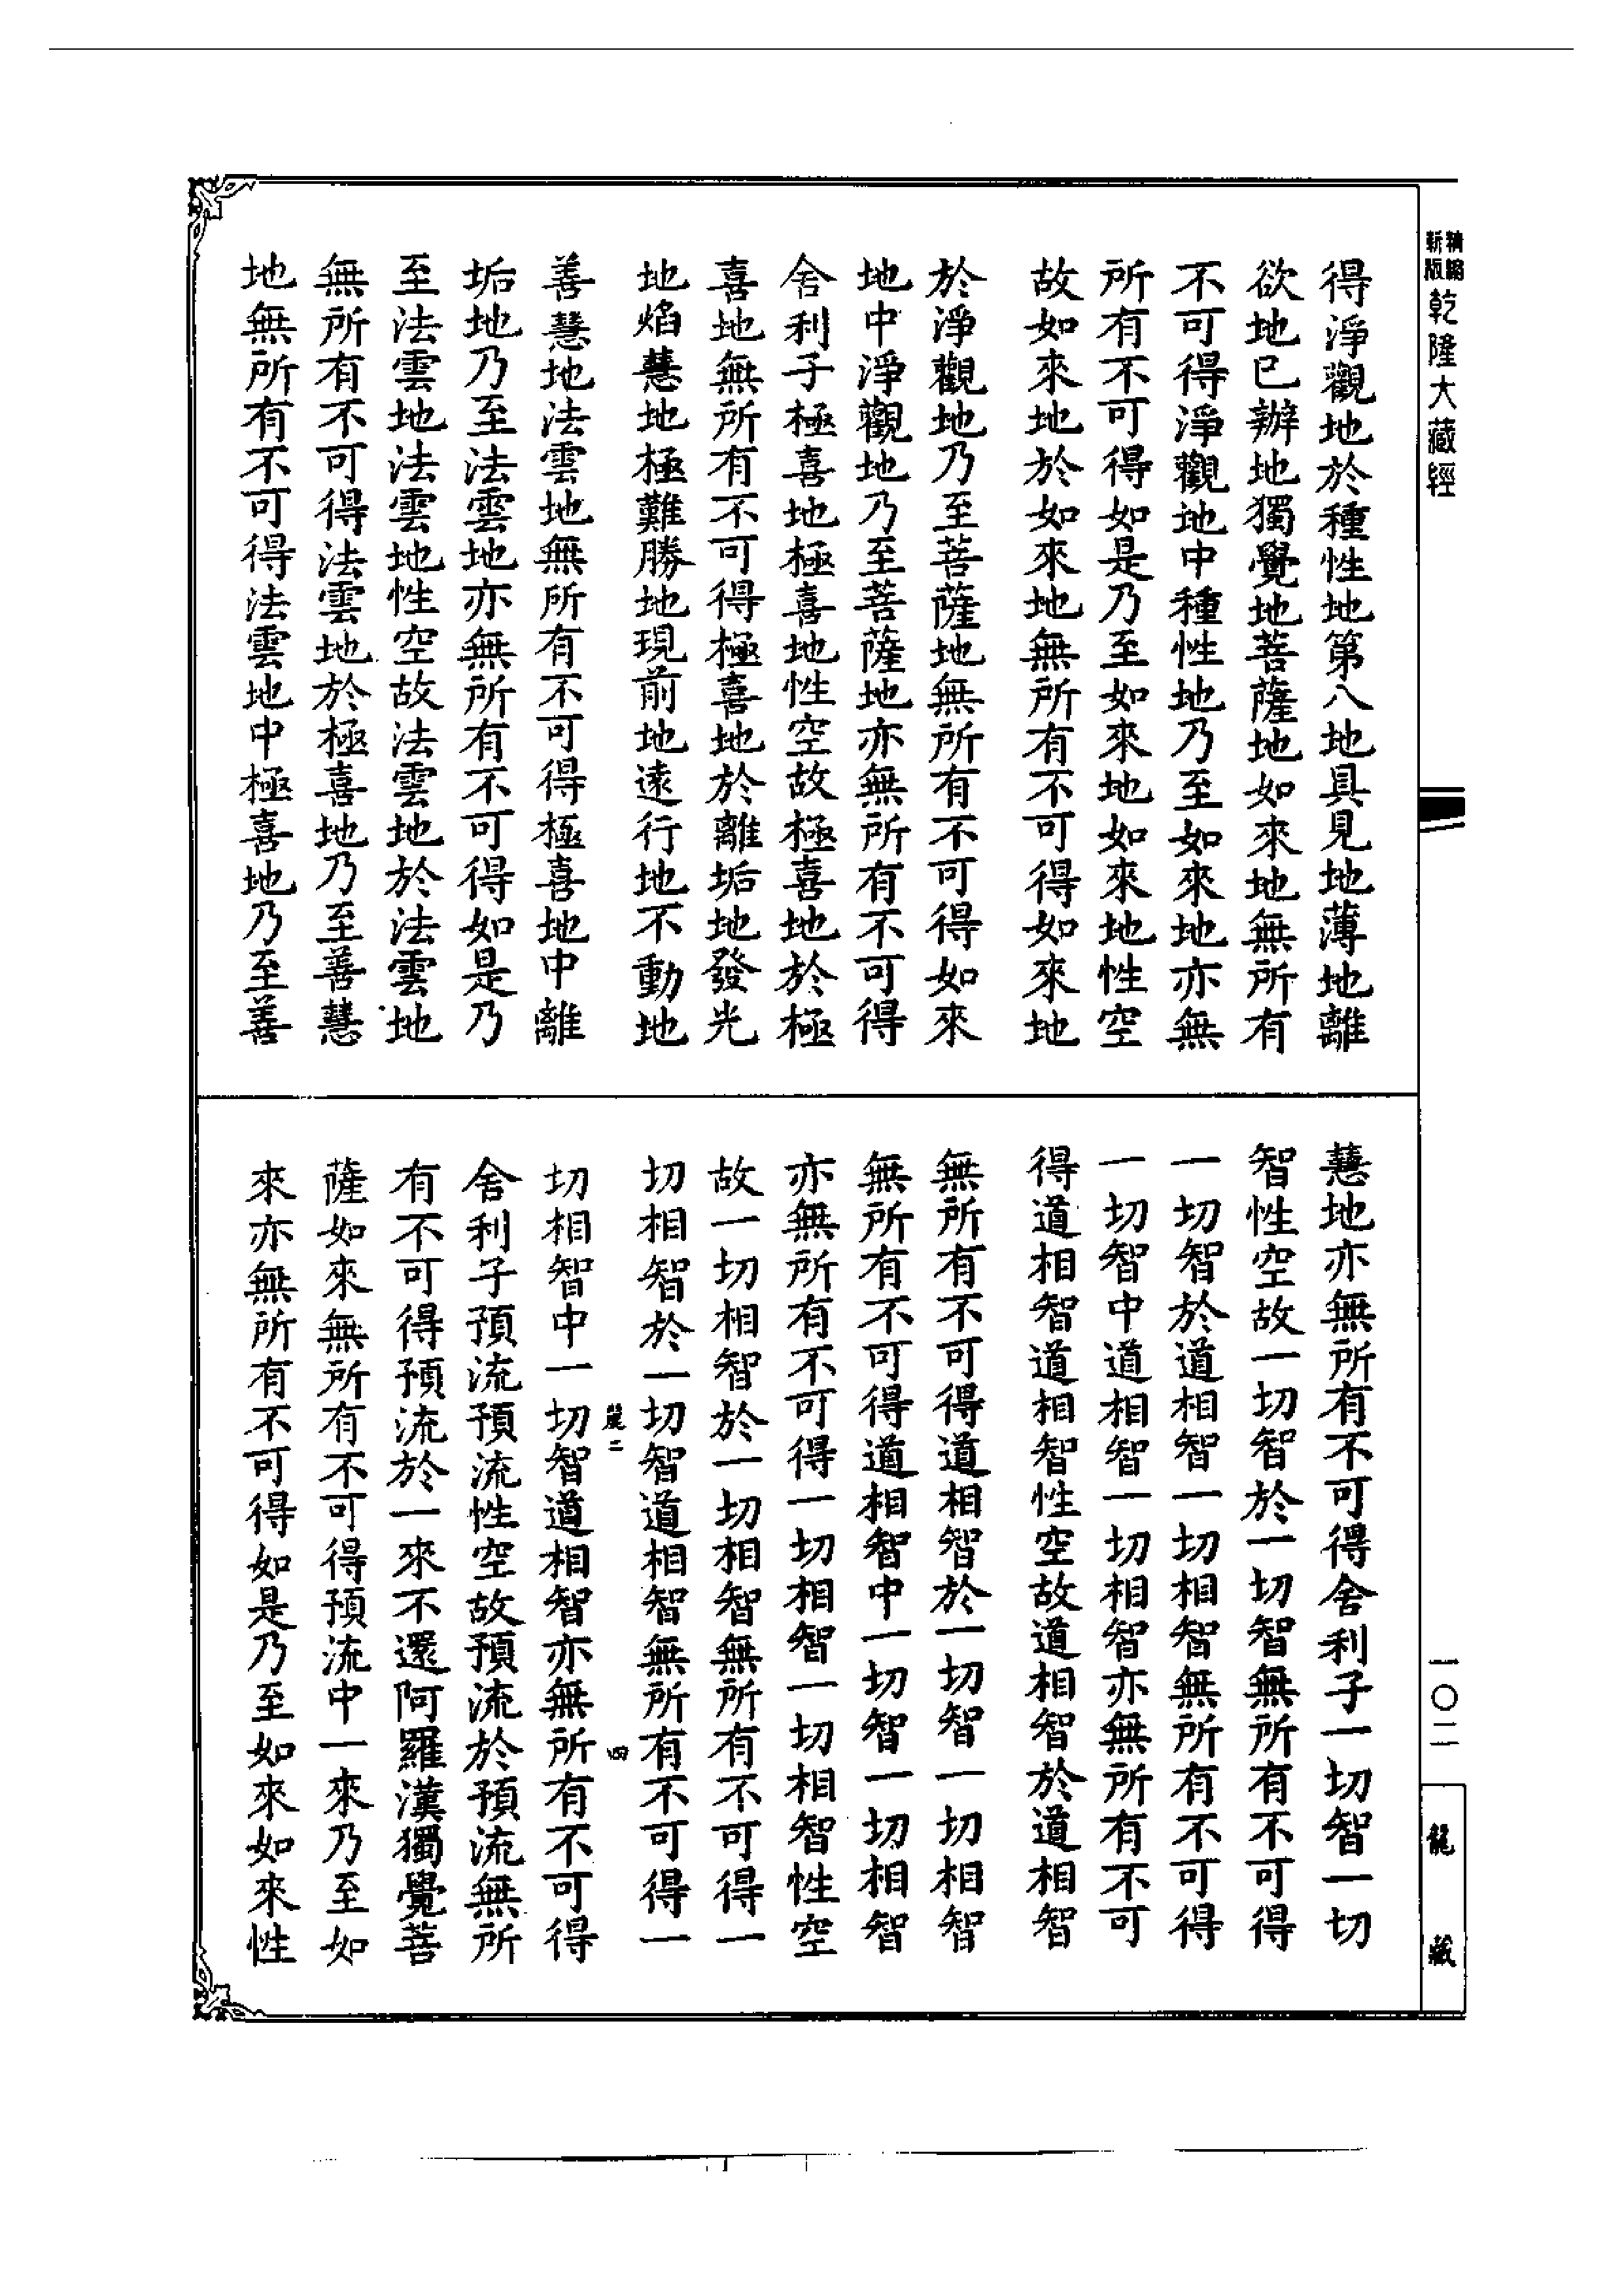 精縮
新版
乾隆大藏經
一〇二
龍藏
得淨觀地於種性地第八地具見地薄地離
欲地已辦地獨覺地菩薩地如來地無所有
不可得淨觀地中種性地乃至如來地亦無
所有不可得如是乃至如來地如來地性空
故如來地於如來地無所有不可得如來地
於淨觀地乃至菩薩地無所有不可得如來
地中淨觀地乃至菩薩地亦無所有不可得
舍利子極喜地極喜地性空故極喜地於極
喜地無所有不可得極喜地於離垢地發光
地焰慧地極難勝地現前地遠行地不動地
善慧地法雲地無所有不可得極喜地中離
垢地乃至法雲地亦無所有不可得如是乃
至法雲地法雲地性空故法雲地於法雲地
無所有不可得法雲地於極喜地乃至善慧
地無所有不可得法雲地中極喜地乃至善
慧地亦無所有不可得舍利子一切智一切
智性空故一切智於一切智無所有不可得
一切智於道相智一切相智無所有不可得
一切智中道相智一切相智亦無所有不可
得道相智道相智性空故道相智於道相智
無所有不可得道相智於一切智一切相智
無所有不可得道相智中一切智一切相智
亦無所有不可得一切相智一切相智性空
故一切相智於一切相智無所有不可得一
切相智於一切智道相智無所有不可得一
麗二 四
切相智中一切智道相智亦無所有不可得
舍利子預流預流性空故預流於預流無所
有不可得預流於一來不還阿羅漢獨覺菩
薩如來無所有不可得預流中一來乃至如
來亦無所有不可得如是乃至如來如來性